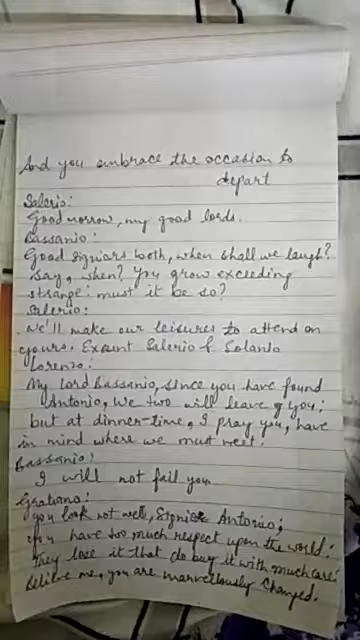 And you embrace the occasion to
depart
Salerio:
Good morrow, my good lords.
Bassanio:
Good signiors both, when shall we laugh?
Say, when? You grow exceeding
strange: must it be so?
Salerio:
We'll make our leisures to attend on
yours. Exeunt Salerio & Solanio
Lorenzo:
My Lord Bassanio, since you have found
Antonio, We two will leave you;
but at dinner-time, I pray you, have
in mind where we must meet.
Bassanio:
I will not fail you
Gratiano:
You look not well, Signior Antonio;
You have too much respect upon the world:
They lose it that do buy it with much care:
Believe me, you are marvellously changed.